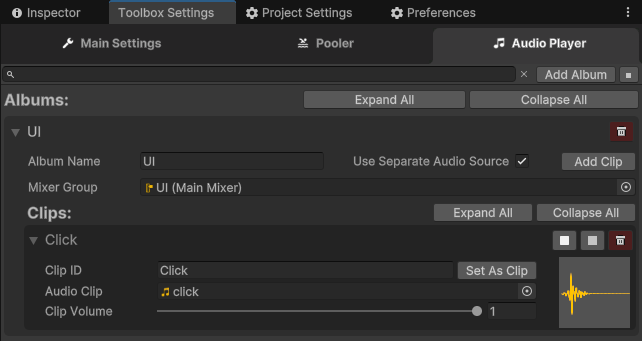 Inspector Toolbox Settings Project Settings Preferences
Main Settings Pooler Audio Player
Add Album
Albums: Expand All Collapse All
UI
Album Name UI Use Separate Audio Source Add Clip
Mixer Group UI (Main Mixer)
Clips: Expand All Collapse All
Click
Clip ID Click Set As Clip
Audio Clip click
Clip Volume 1